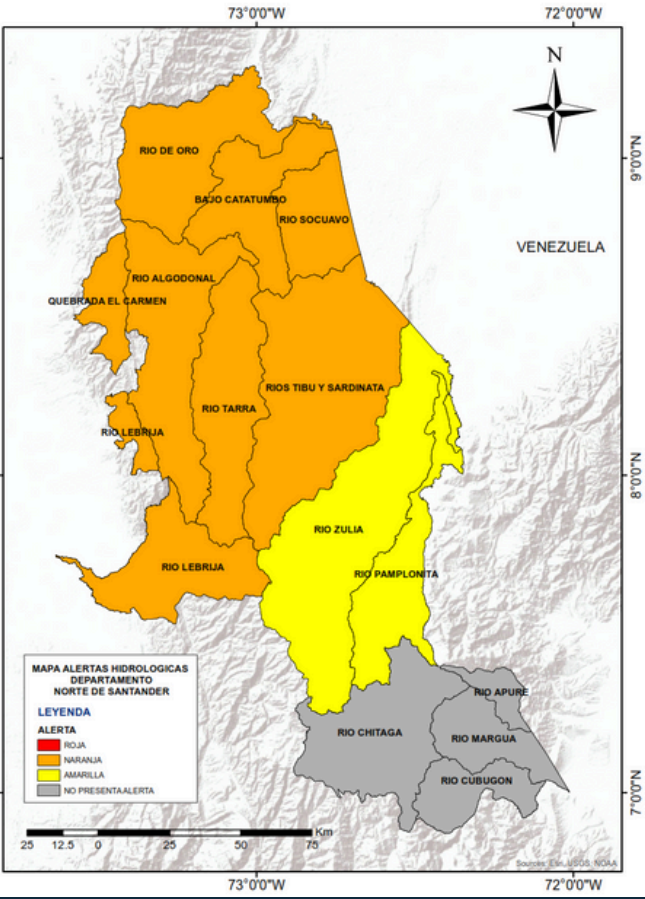 73°0'0"W
72°0'0"W
N
9°0'0"N
RIO DE ORO
BAJO CATATUMBO
RIO SOCUAVO
VENEZUELA
RIO ALGODONAL
QUEBRADA EL CARMEN
RIOS TIBU Y SARDINATA
RIO TARRA
RIO LEBRIJA
8°0'0"N
RIO ZULIA
RIO LEBRIJA
RIO PAMPLONITA
MAPA ALERTAS HIDROLOGICAS
DEPARTAMENTO
NORTE DE SANTANDER
LEYENDA
ALERTA
ROJA
NARANJA
AMARILLA
NO PRESENTA ALERTA
RIO APURE
RIO CHITAGA
RIO MARGUA
RIO CUBUGON
7°0'0"N
Km
25 12.5 0 25 50 75
Sources: Esri, USGS, NOAA
73°0'0"W
72°0'0"W